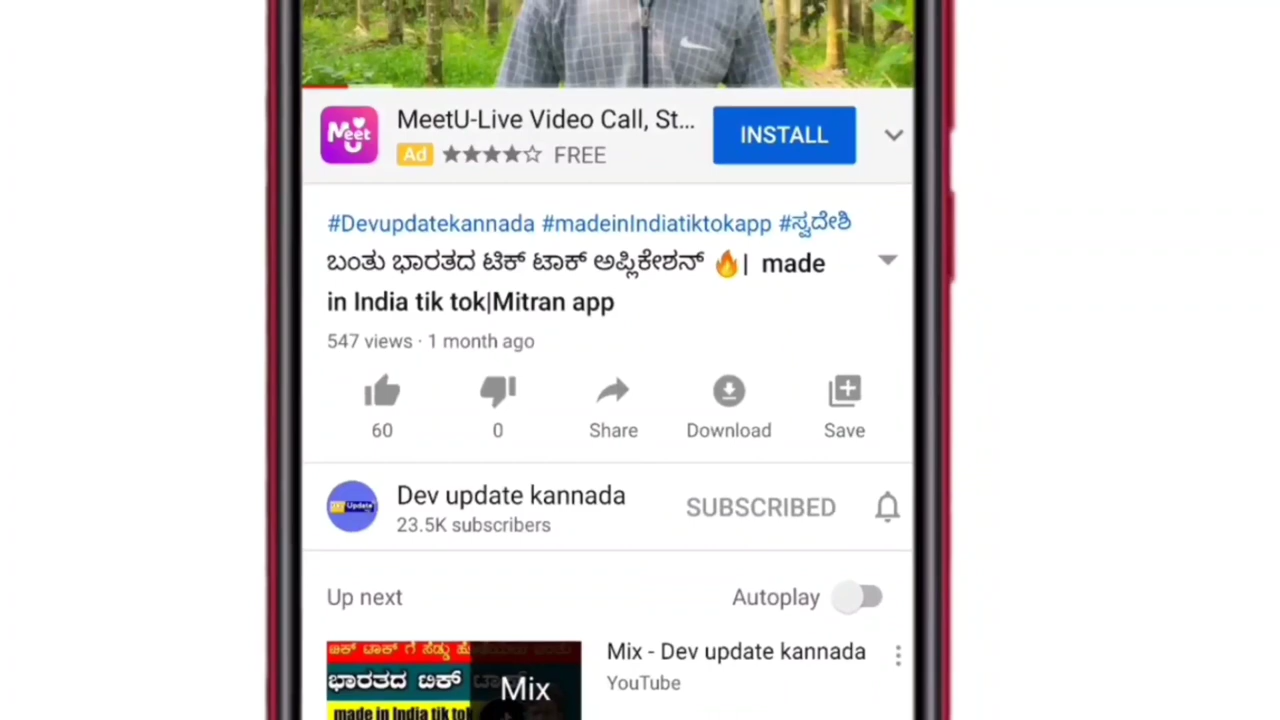 MeetU-Live Video Call, St...
Meet U
Ad FREE
INSTALL
#Devupdatekannada #madeinIndiatiktokapp #ಸ್ವದೇಶಿ
ಬಂತು ಭಾರತದ ಟಿಕ್ ಟಾಕ್ ಅಪ್ಲಿಕೇಶನ್ 🔥| made
in India tik tok|Mitran app
547 views · 1 month ago
60
0
Share
Download
Save
Dev update kannada
23.5K subscribers
SUBSCRIBED
Up next
Autoplay
ಟಿಕ್ ಟಾಕ್ ಗೆ ಸೆಡ್ಡು
ಭಾರತದ ಟಿಕ್ ಟಾಕ್
made in India tik tok
Mix
Mix - Dev update kannada
YouTube